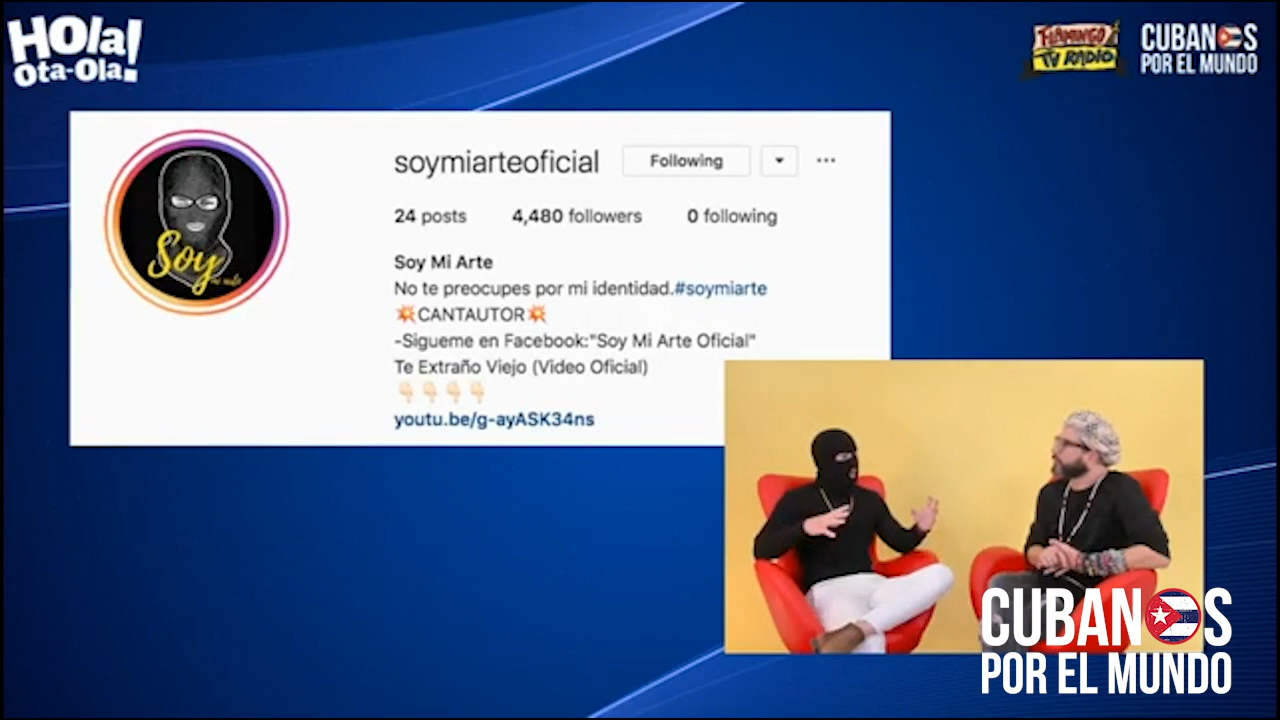 HOla!
Ota-Ola!
FLAMINGO
TV RADIO
CUBANOS
POR EL MUNDO
soymiarteoficial
Following
24 posts
4,480 followers
0 following
Soy
mi arte
Soy Mi Arte
No te preocupes por mi identidad.#soymiarte
💥CANTAUTOR💥
-Sigueme en Facebook:"Soy Mi Arte Oficial"
Te Extraño Viejo (Video Oficial)
👇🏻👇🏻👇🏻👇🏻
youtu.be/g-ayASK34ns
CUBANOS
POR EL MUNDO